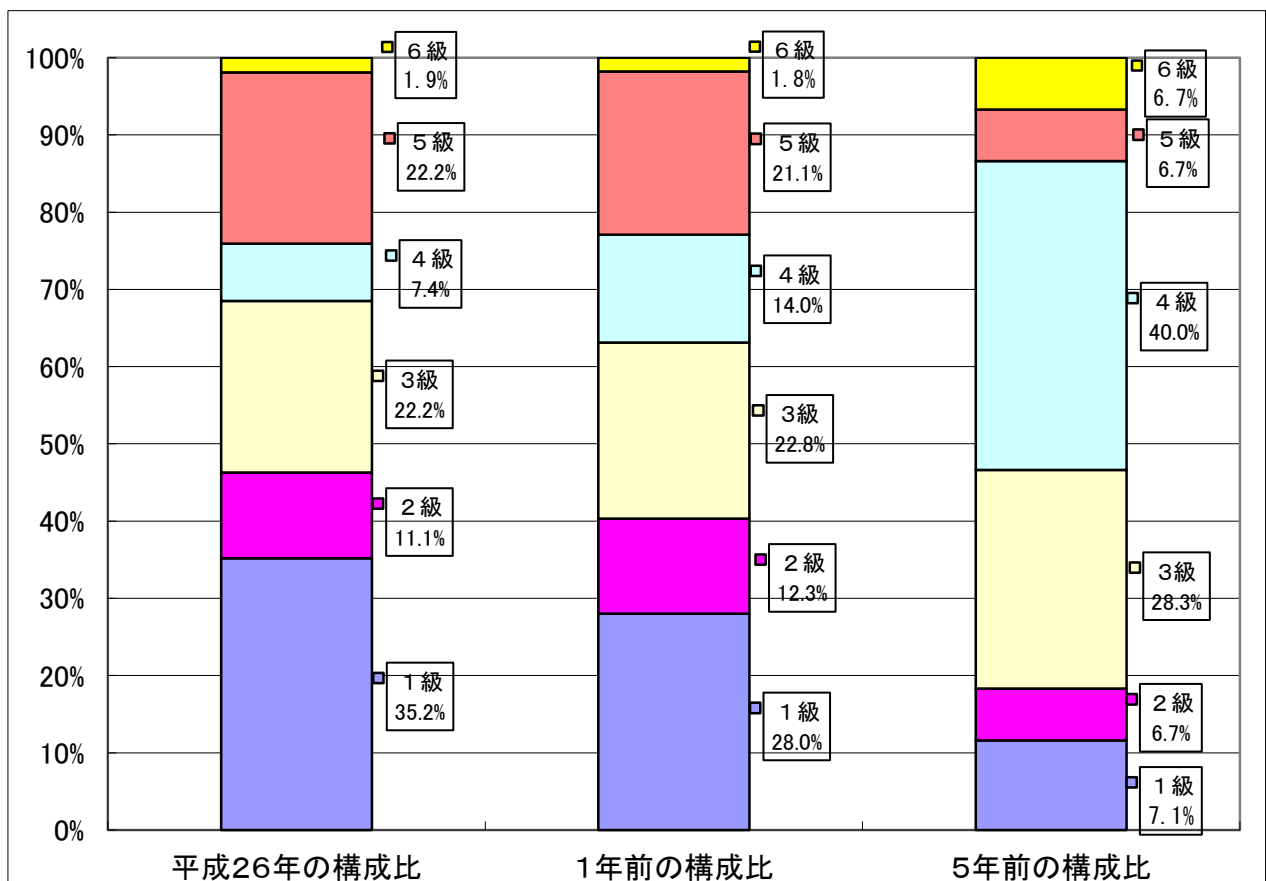 100%
90%
80%
70%
60%
50%
40%
30%
20%
10%
0%
６級
1.9%
５級
22.2%
４級
7.4%
３級
22.2%
２級
11.1%
１級
35.2%
６級
1.8%
５級
21.1%
４級
14.0%
３級
22.8%
２級
12.3%
１級
28.0%
６級
6.7%
５級
6.7%
４級
40.0%
３級
28.3%
２級
6.7%
１級
7.1%
平成26年の構成比
1年前の構成比
5年前の構成比